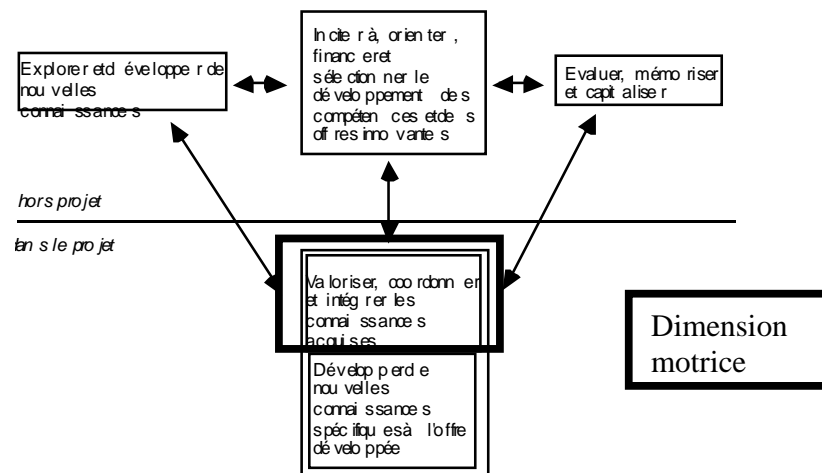 Explorer et développer de
nouvelles
connaissances
Inciter à, orienter,
financer et
sélectionner le
développement des
compétences et des
offres innovantes
Evaluer, mémoriser
et capitaliser
hors projet
dans le projet
Valoriser, coordonner
et intégrer les
connaissances
acquises
Développer de
nouvelles
connaissances
spécifiques à l'offre
développée
Dimension
motrice